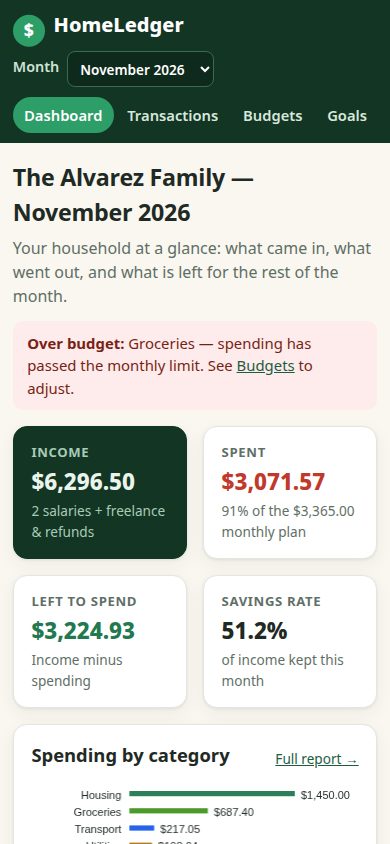 $ HomeLedger
Month November 2026
Dashboard Transactions Budgets Goals
The Alvarez Family —
November 2026
Your household at a glance: what came in, what
went out, and what is left for the rest of the
month.
Over budget: Groceries — spending has
passed the monthly limit. See Budgets to
adjust.
INCOME
$6,296.50
2 salaries + freelance
& refunds
SPENT
$3,071.57
91% of the $3,365.00
monthly plan
LEFT TO SPEND
$3,224.93
Income minus
spending
SAVINGS RATE
51.2%
of income kept this
month
Spending by category
Full report →
Housing $1,450.00
Groceries $687.40
Transport $217.05